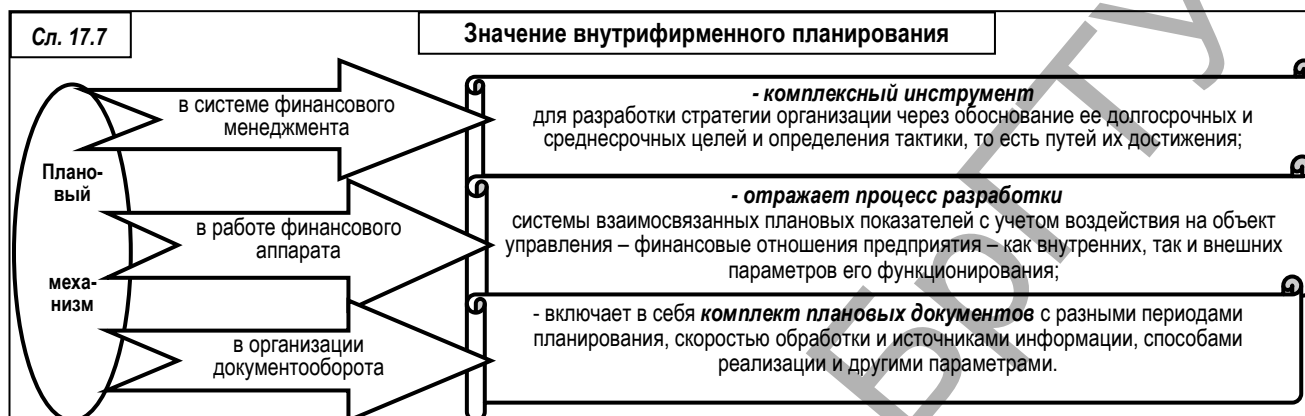 Сл. 17.7
Значение внутрифирменного планирования
Плано-
вый
меха-
низм
в системе финансового
менеджмента
- комплексный инструмент
для разработки стратегии организации через обоснование ее долгосрочных и
среднесрочных целей и определения тактики, то есть путей их достижения;
в работе финансового
аппарата
- отражает процесс разработки
системы взаимосвязанных плановых показателей с учетом воздействия на объект
управления – финансовые отношения предприятия – как внутренних, так и внешних
параметров его функционирования;
в организации
документооборота
- включает в себя комплект плановых документов с разными периодами
планирования, скоростью обработки и источниками информации, способами
реализации и другими параметрами.
БрГТУ